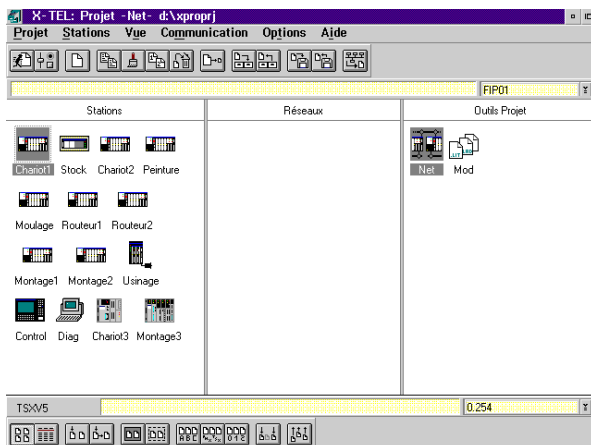 X-TEL: Projet -Net- d:\xproprj
Projet Stations Vue Communication Options Aide
FIP01
Stations Réseaux Outils Projet
Chariot1 Stock Chariot2 Peinture Net Mod
Moulage Routeur1 Routeur2
Montage1 Montage2 Usinage
Control Diag Chariot3 Montage3
TSXV5 0.254